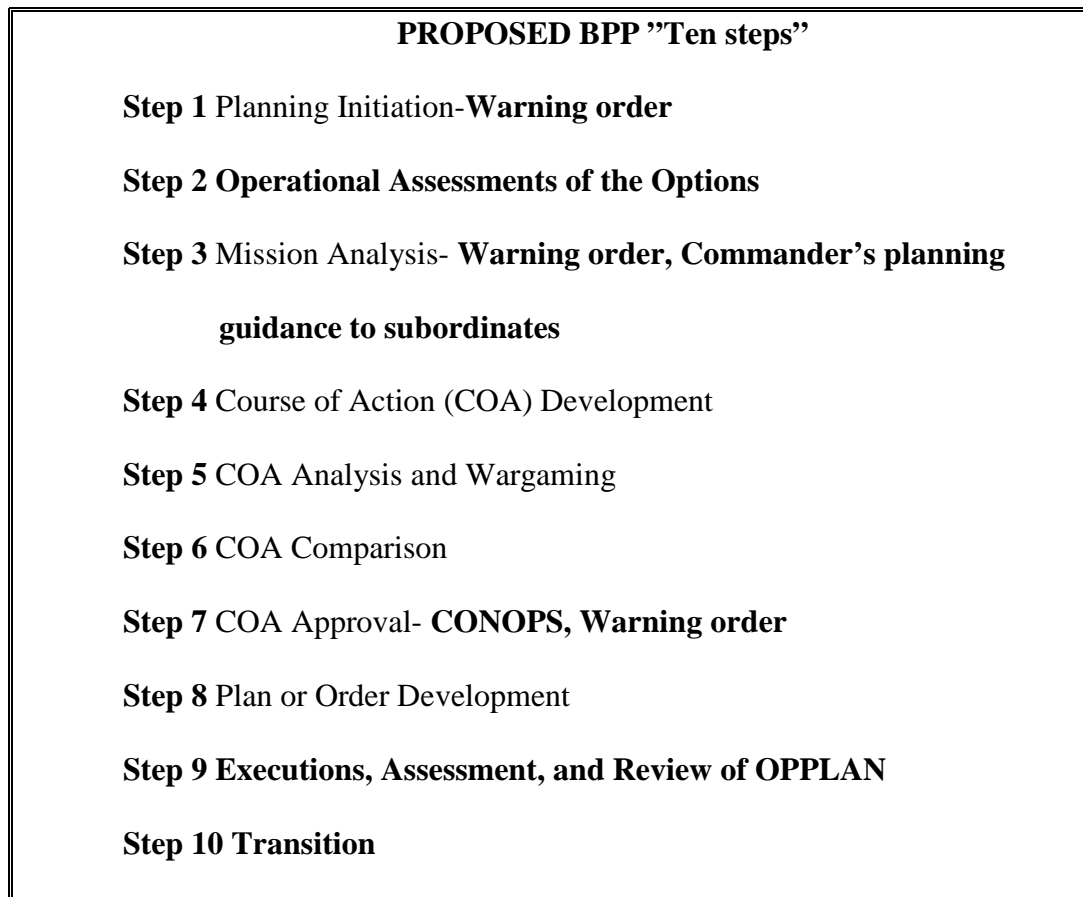 PROPOSED BPP ”Ten steps”
Step 1 Planning Initiation-Warning order
Step 2 Operational Assessments of the Options
Step 3 Mission Analysis- Warning order, Commander’s planning
guidance to subordinates
Step 4 Course of Action (COA) Development
Step 5 COA Analysis and Wargaming
Step 6 COA Comparison
Step 7 COA Approval- CONOPS, Warning order
Step 8 Plan or Order Development
Step 9 Executions, Assessment, and Review of OPPLAN
Step 10 Transition